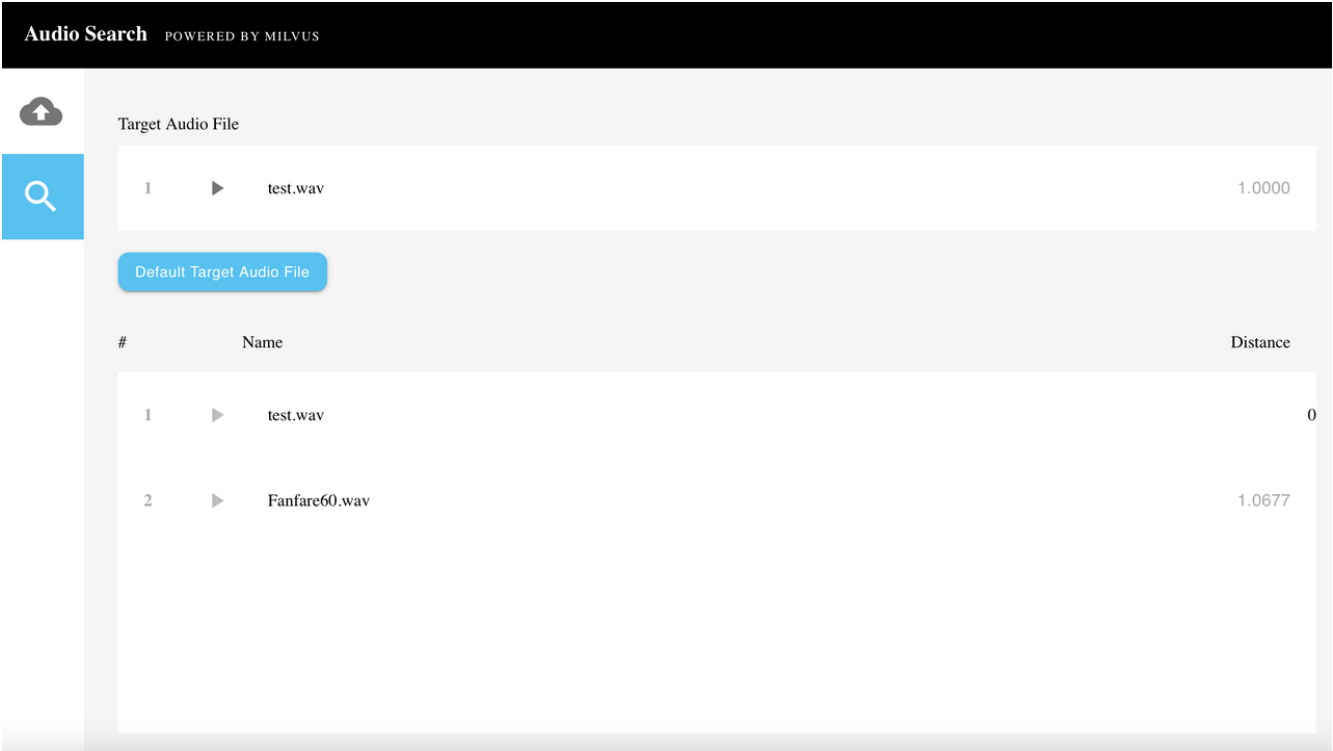 Audio Search POWERED BY MILVUS
Target Audio File
1 test.wav 1.0000
Default Target Audio File
# Name Distance
1 test.wav 0
2 Fanfare60.wav 1.0677